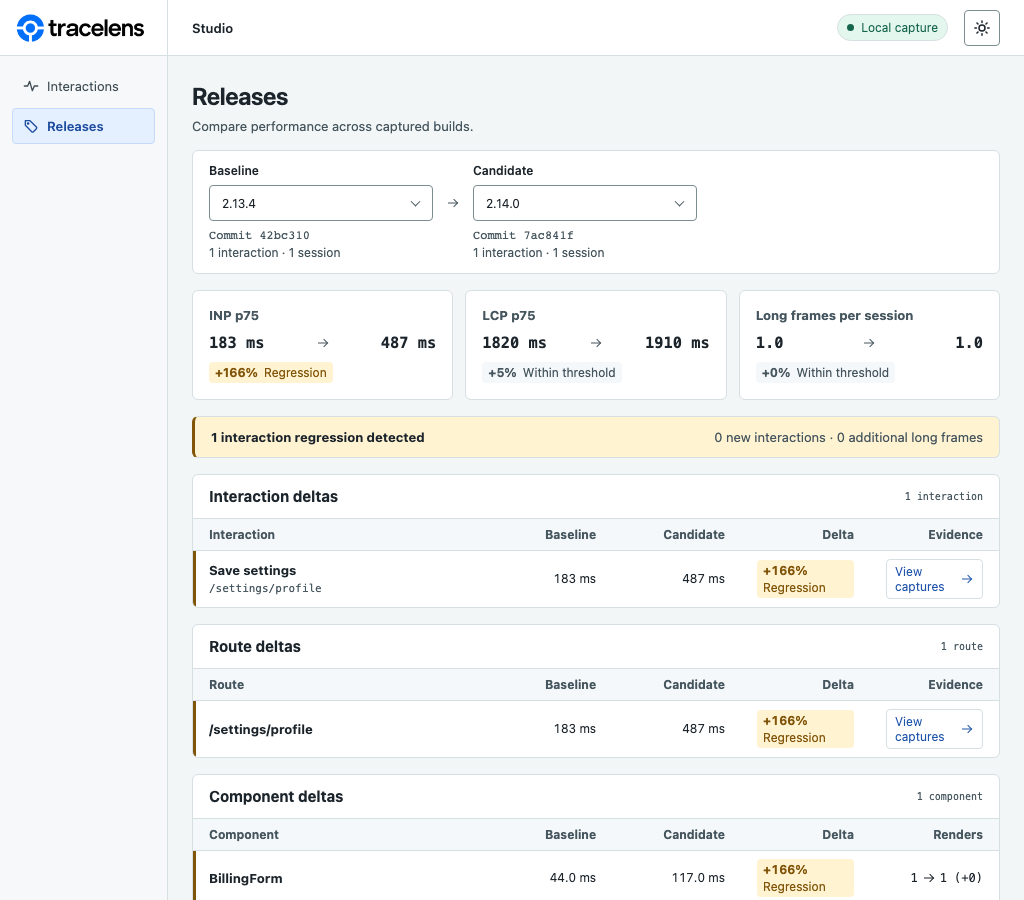 tracelens
Studio
Local capture
Interactions
Releases
Releases
Compare performance across captured builds.
Baseline
Candidate
2.13.4
→
2.14.0
Commit 42bc310
Commit 7ac841f
1 interaction · 1 session
1 interaction · 1 session
INP p75
183 ms → 487 ms
+166% Regression
LCP p75
1820 ms → 1910 ms
+5% Within threshold
Long frames per session
1.0 → 1.0
+0% Within threshold
1 interaction regression detected
0 new interactions · 0 additional long frames
Interaction deltas
1 interaction
Interaction Baseline Candidate Delta Evidence
Save settings
/settings/profile
183 ms
487 ms
+166%
Regression
View
captures →
Route deltas
1 route
Route Baseline Candidate Delta Evidence
/settings/profile
183 ms
487 ms
+166%
Regression
View
captures →
Component deltas
1 component
Component Baseline Candidate Delta Renders
BillingForm
44.0 ms
117.0 ms
+166%
Regression
1 → 1 (+0)